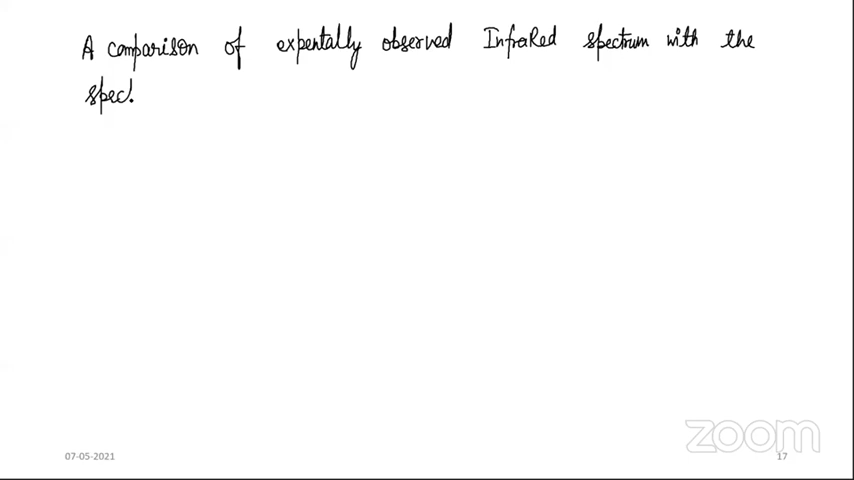 A comparison of expentally observed InfraRed spectrum with the
spec.
zoom
07-05-2021
17